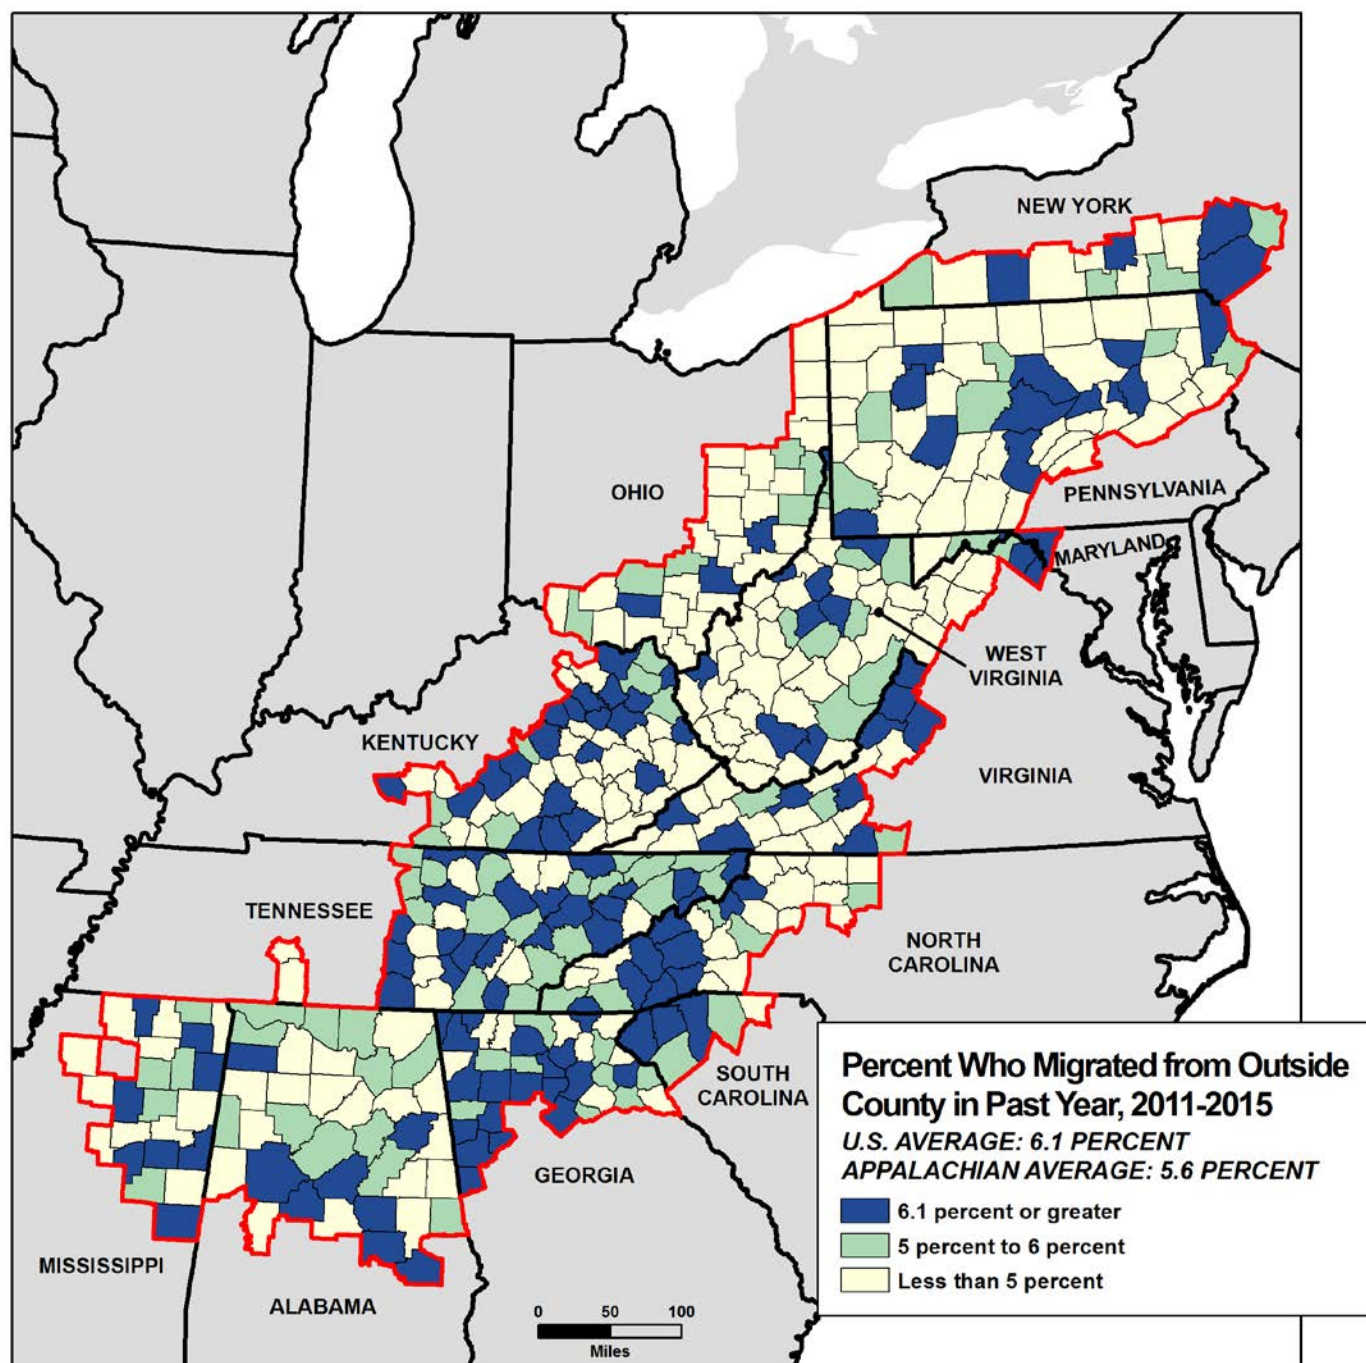 NEW YORK
OHIO
PENNSYLVANIA
MARYLAND
WEST
VIRGINIA
KENTUCKY
VIRGINIA
TENNESSEE
NORTH
CAROLINA
SOUTH
CAROLINA
GEORGIA
MISSISSIPPI
ALABAMA
0 50 100
Miles
Percent Who Migrated from Outside
County in Past Year, 2011-2015
U.S. AVERAGE: 6.1 PERCENT
APPALACHIAN AVERAGE: 5.6 PERCENT
6.1 percent or greater
5 percent to 6 percent
Less than 5 percent